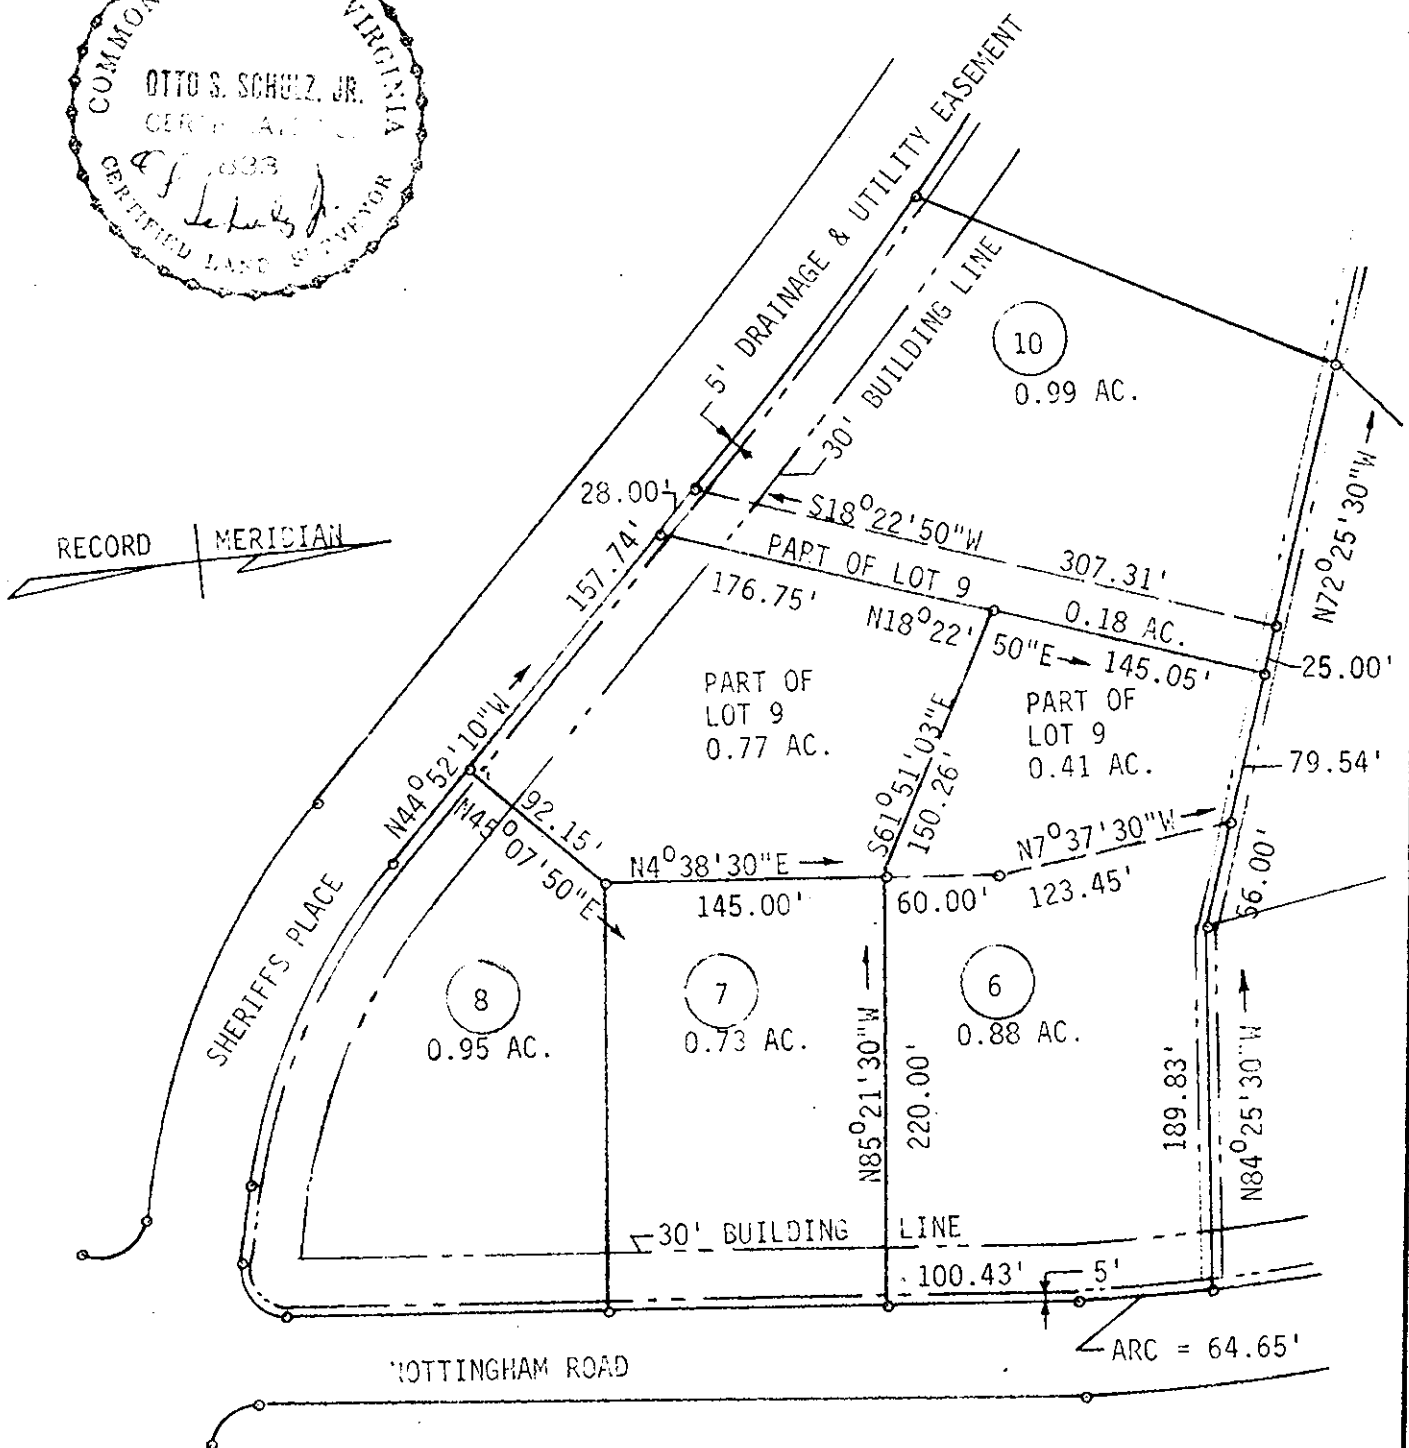 COMMON
VIRGINIA
OTTO S. SCHULZ, JR.
CERTIFIED LAND SURVEYOR
5' DRAINAGE & UTILITY EASEMENT
30' BUILDING LINE
10
0.99 AC.
RECORD MERIDIAN
28.00'
S18°22'50"W
307.31'
N72°25'30"W
157.74'
PART OF LOT 9
176.75'
0.18 AC.
N18°22' 50"E
145.05'
25.00'
PART OF
LOT 9
0.77 AC.
PART OF
LOT 9
0.41 AC.
79.54'
N44°52'10"W
S61°51'03"E
150.26'
92.15'
N45°07'50"E
N4°38'30"E
145.00'
60.00'
N7°37'30"W
123.45'
56.00'
SHERIFFS PLACE
8
0.95 AC.
7
0.73 AC.
6
0.88 AC.
N85°21'30"W
220.00'
189.83'
N84°25'30"W
30' BUILDING LINE
100.43'
5'
ARC = 64.65'
NOTTINGHAM ROAD